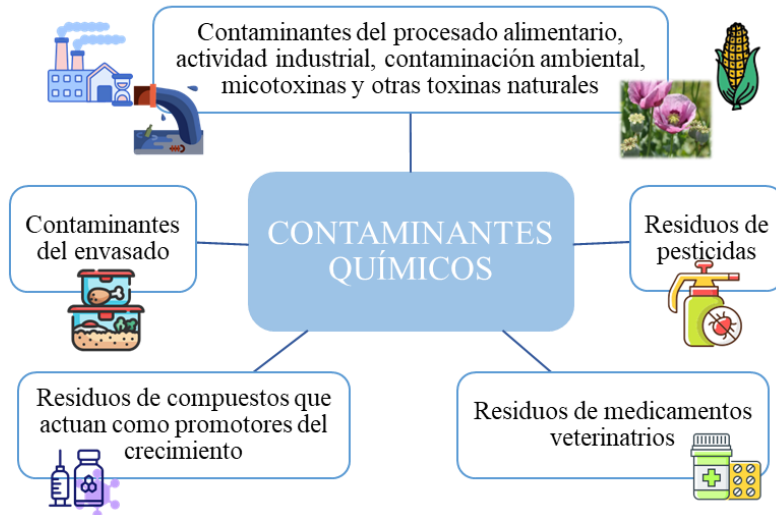 Contaminantes del procesado alimentario,
actividad industrial, contaminación ambiental,
micotoxinas y otras toxinas naturales
CONTAMINANTES
QUÍMICOS
Contaminantes
del envasado
Residuos de
pesticidas
Residuos de compuestos que
actuan como promotores del
crecimiento
Residuos de medicamentos
veterinatrios